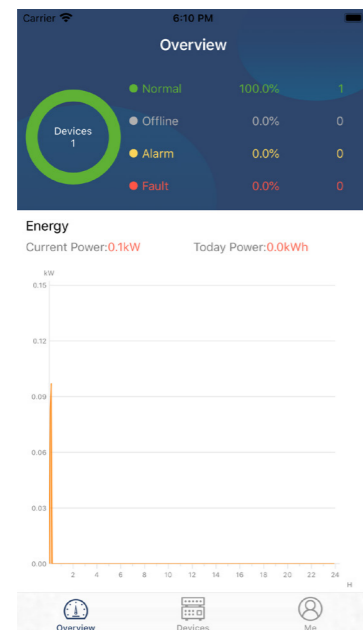 Carrier 6:10 PM
Overview
Devices
1
Normal 100.0% 1
Offline 0.0% 0
Alarm 0.0% 0
Fault 0.0% 0
Energy
Current Power:0.1kW Today Power:0.0kWh
kW
0.15
0.12
0.09
0.06
0.03
0.00
2 4 6 8 10 12 14 16 18 20 22 24
H
Overview Devices Me